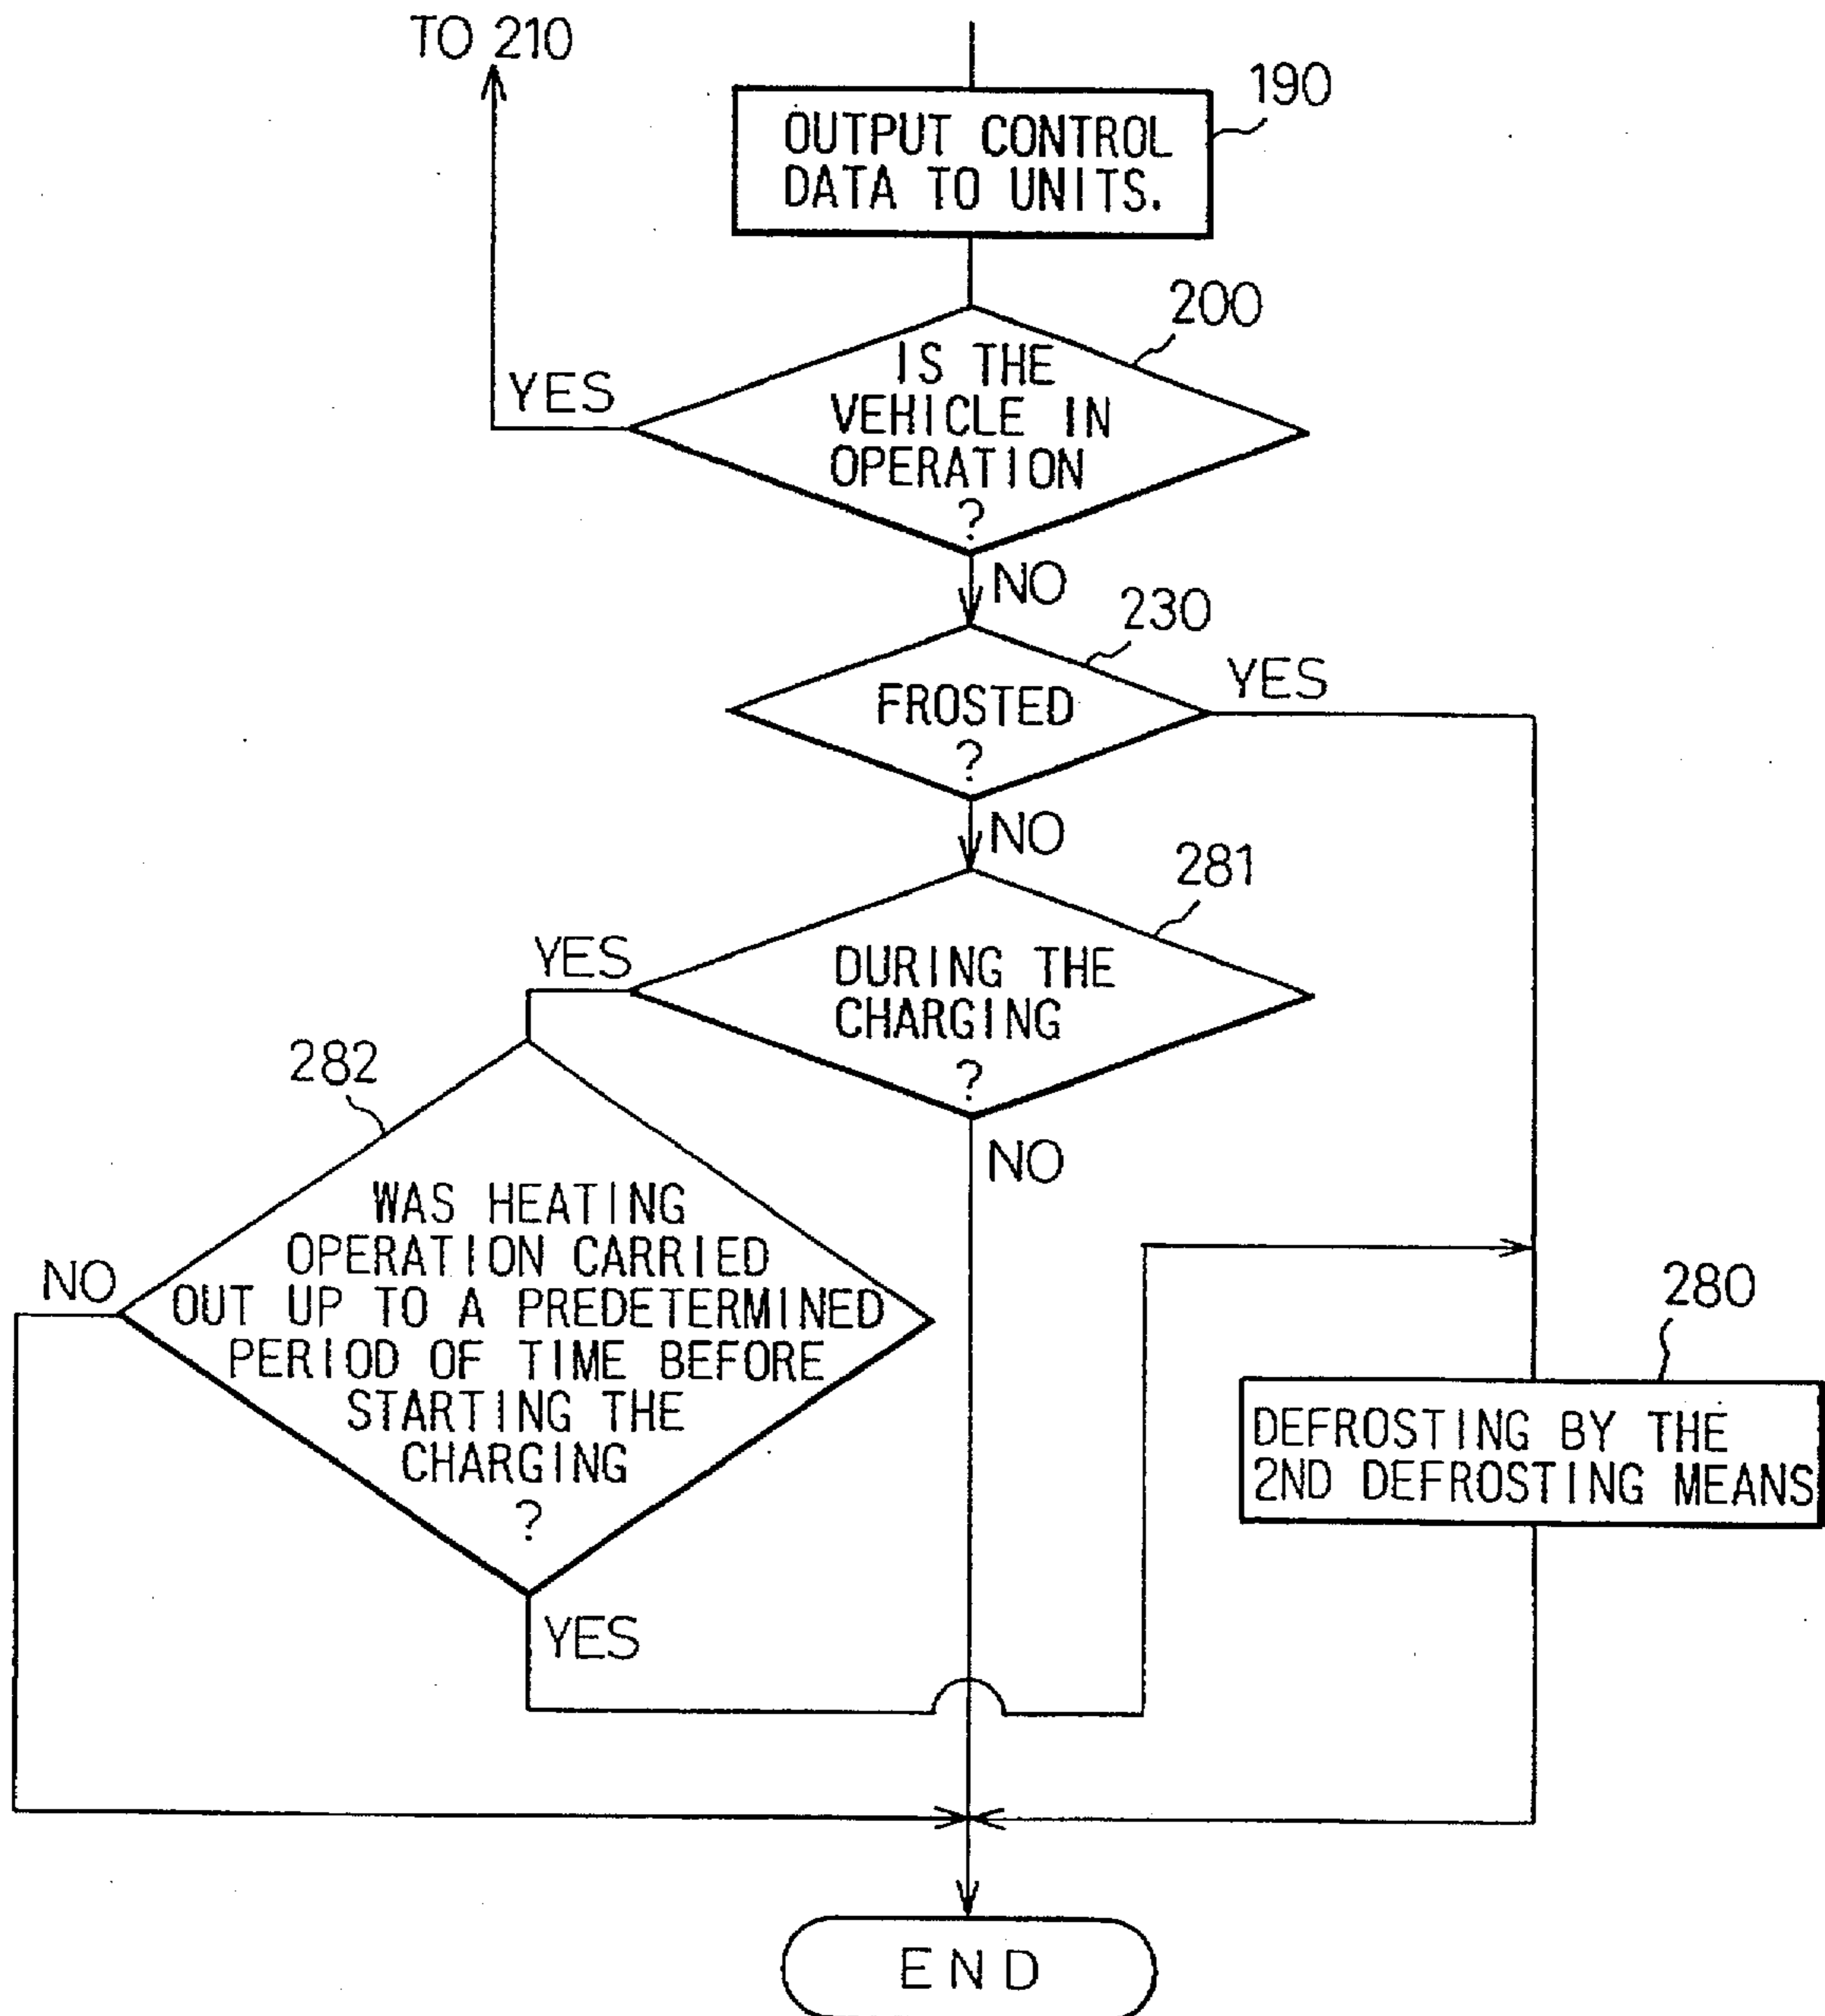 TO 210
190
OUTPUT CONTROL
DATA TO UNITS.
200
IS THE
VEHICLE IN
OPERATION
?
YES
NO
230
FROSTED
?
YES
NO
281
DURING THE
CHARGING
?
YES
NO
282
WAS HEATING
OPERATION CARRIED
OUT UP TO A PREDETERMINED
PERIOD OF TIME BEFORE
STARTING THE
CHARGING
?
NO
YES
280
DEFROSTING BY THE
2ND DEFROSTING MEANS
END